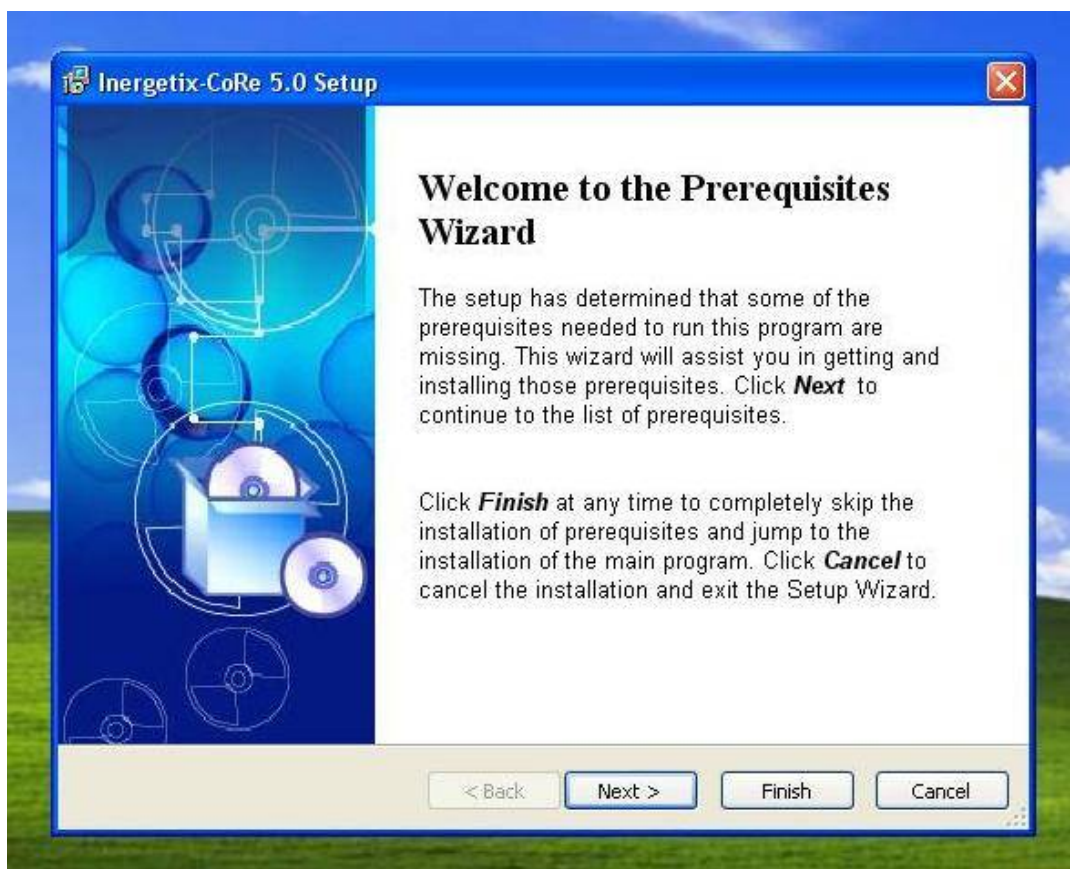 Inergetix-CoRe 5.0 Setup
Welcome to the Prerequisites
Wizard
The setup has determined that some of the
prerequisites needed to run this program are
missing. This wizard will assist you in getting and
installing those prerequisites. Click Next to
continue to the list of prerequisites.
Click Finish at any time to completely skip the
installation of prerequisites and jump to the
installation of the main program. Click Cancel to
cancel the installation and exit the Setup Wizard.
< Back Next > Finish Cancel